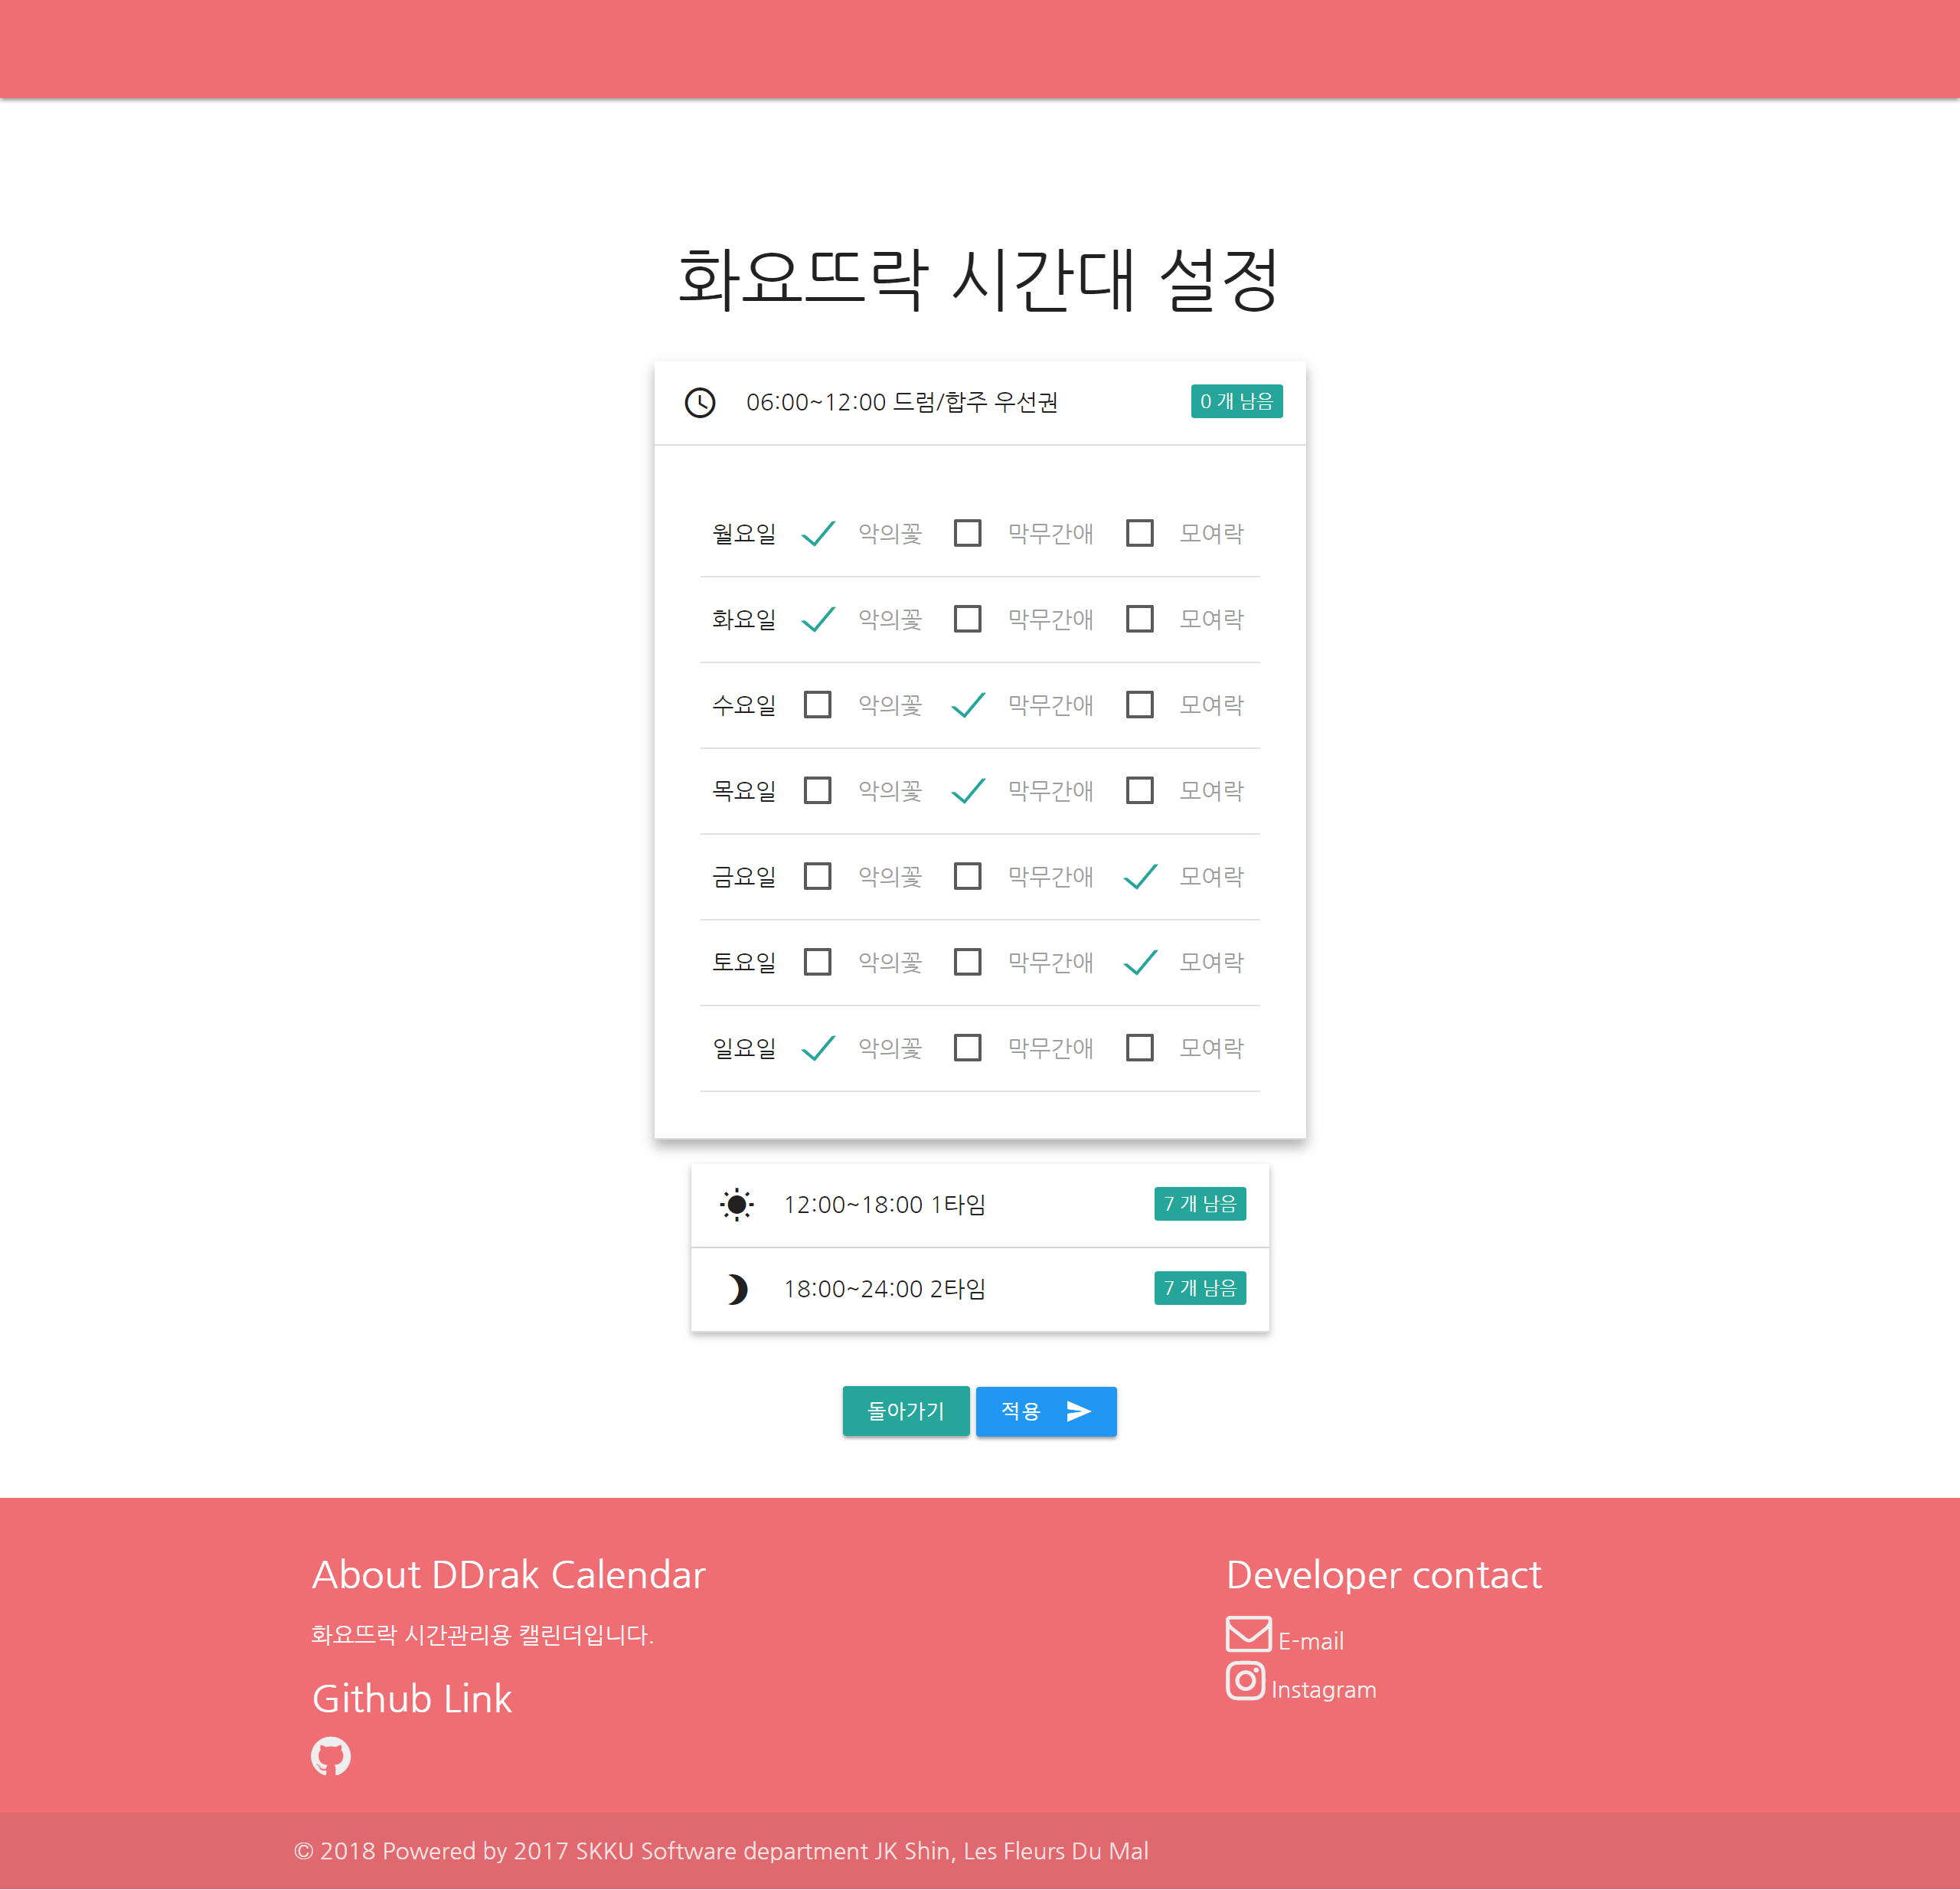 화요뜨락 시간대 설정
06:00~12:00 드럼/합주 우선권 0 개 남음
월요일 악의꽃 막무간애 모여락
화요일 악의꽃 막무간애 모여락
수요일 악의꽃 막무간애 모여락
목요일 악의꽃 막무간애 모여락
금요일 악의꽃 막무간애 모여락
토요일 악의꽃 막무간애 모여락
일요일 악의꽃 막무간애 모여락
12:00~18:00 1타임 7 개 남음
18:00~24:00 2타임 7 개 남음
돌아가기 적용
About DDrak Calendar
화요뜨락 시간관리용 캘린더입니다.
Github Link
Developer contact
E-mail
Instagram
© 2018 Powered by 2017 SKKU Software department JK Shin, Les Fleurs Du Mal